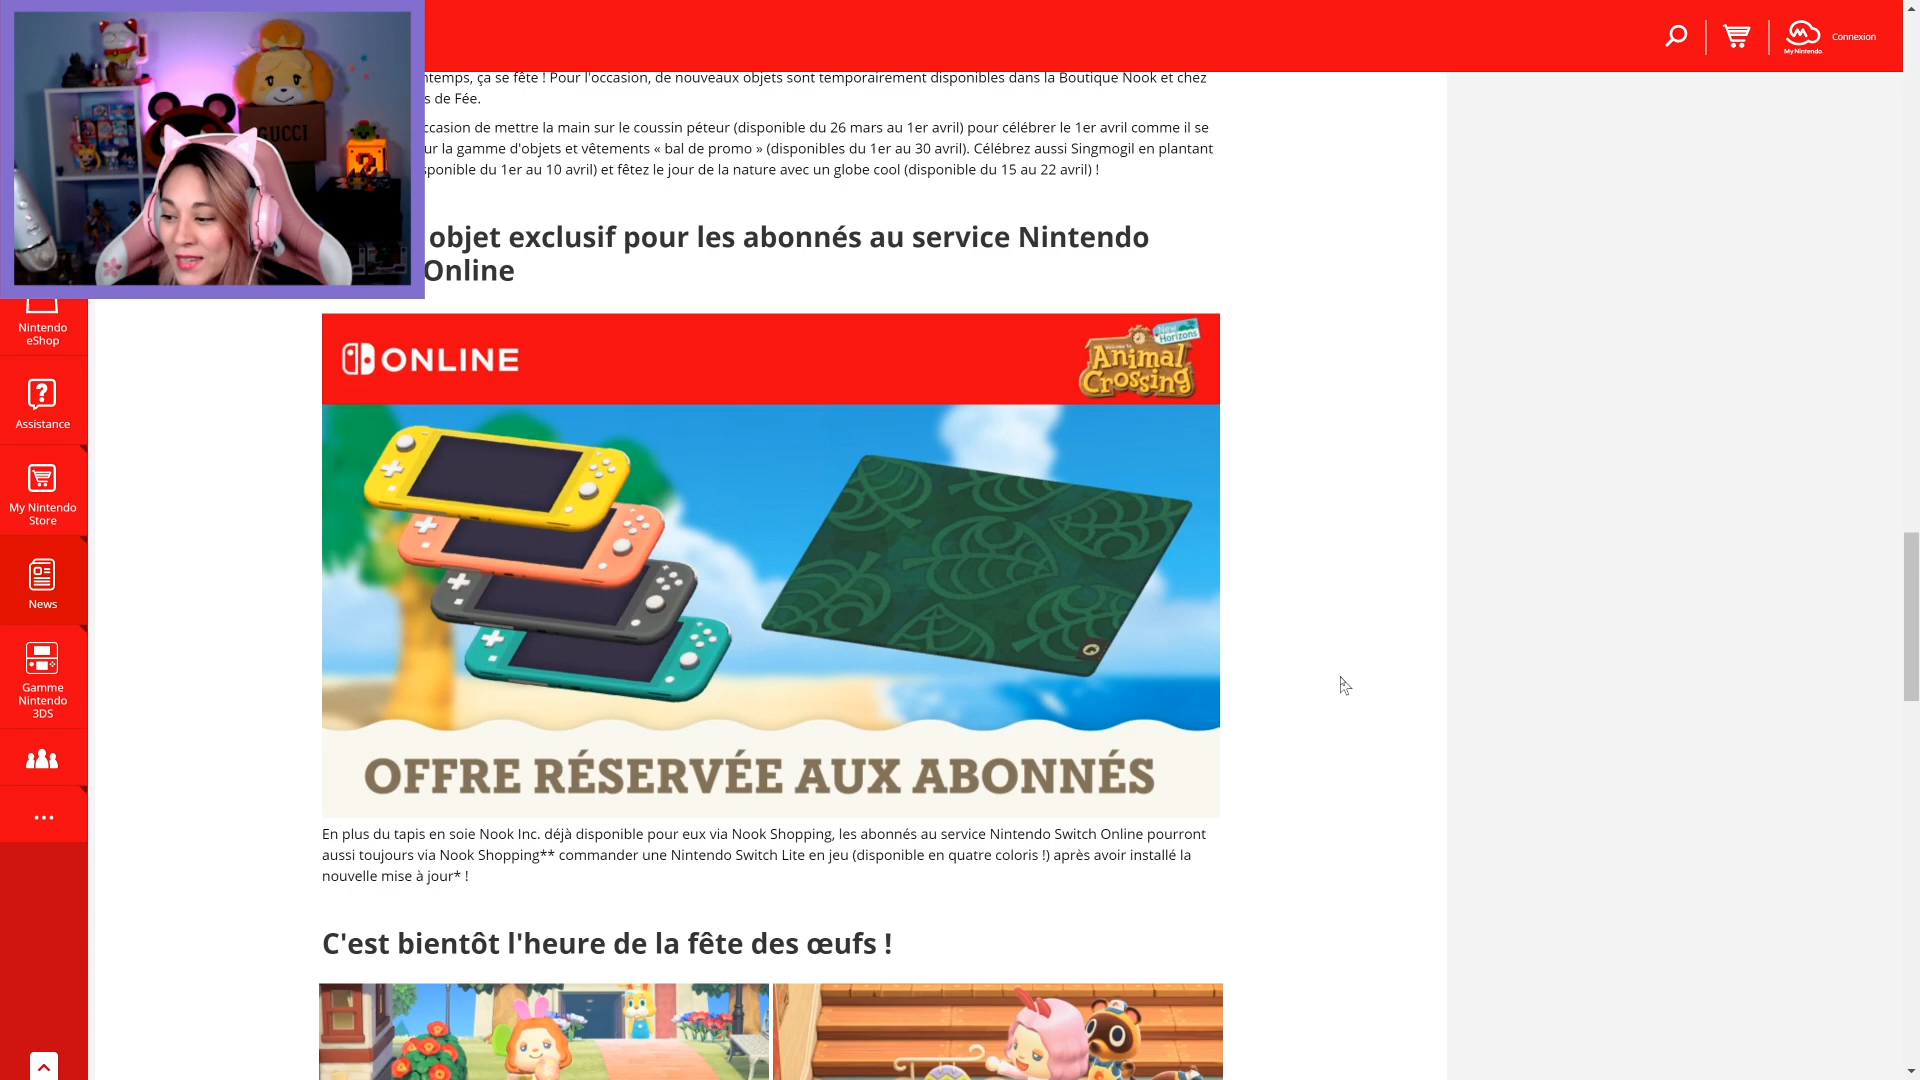 Connexion
My Nintendo
ntemps, ça se fête ! Pour l'occasion, de nouveaux objets sont temporairement disponibles dans la Boutique Nook et chez
s de Fée.
ccasion de mettre la main sur le coussin péteur (disponible du 26 mars au 1er avril) pour célébrer le 1er avril comme il se
ur la gamme d'objets et vêtements « bal de promo » (disponibles du 1er au 30 avril). Célébrez aussi Singmogil en plantant
sponible du 1er au 10 avril) et fêtez le jour de la nature avec un globe cool (disponible du 15 au 22 avril) !
GUCCI
objet exclusif pour les abonnés au service Nintendo
Online
Nintendo
eShop
Assistance
My Nintendo
Store
News
Gamme
Nintendo
3DS
ONLINE
New
Horizons
Animal
Crossing
OFFRE RÉSERVÉE AUX ABONNÉS
En plus du tapis en soie Nook Inc. déjà disponible pour eux via Nook Shopping, les abonnés au service Nintendo Switch Online pourront
aussi toujours via Nook Shopping** commander une Nintendo Switch Lite en jeu (disponible en quatre coloris !) après avoir installé la
nouvelle mise à jour* !
C'est bientôt l'heure de la fête des œufs !